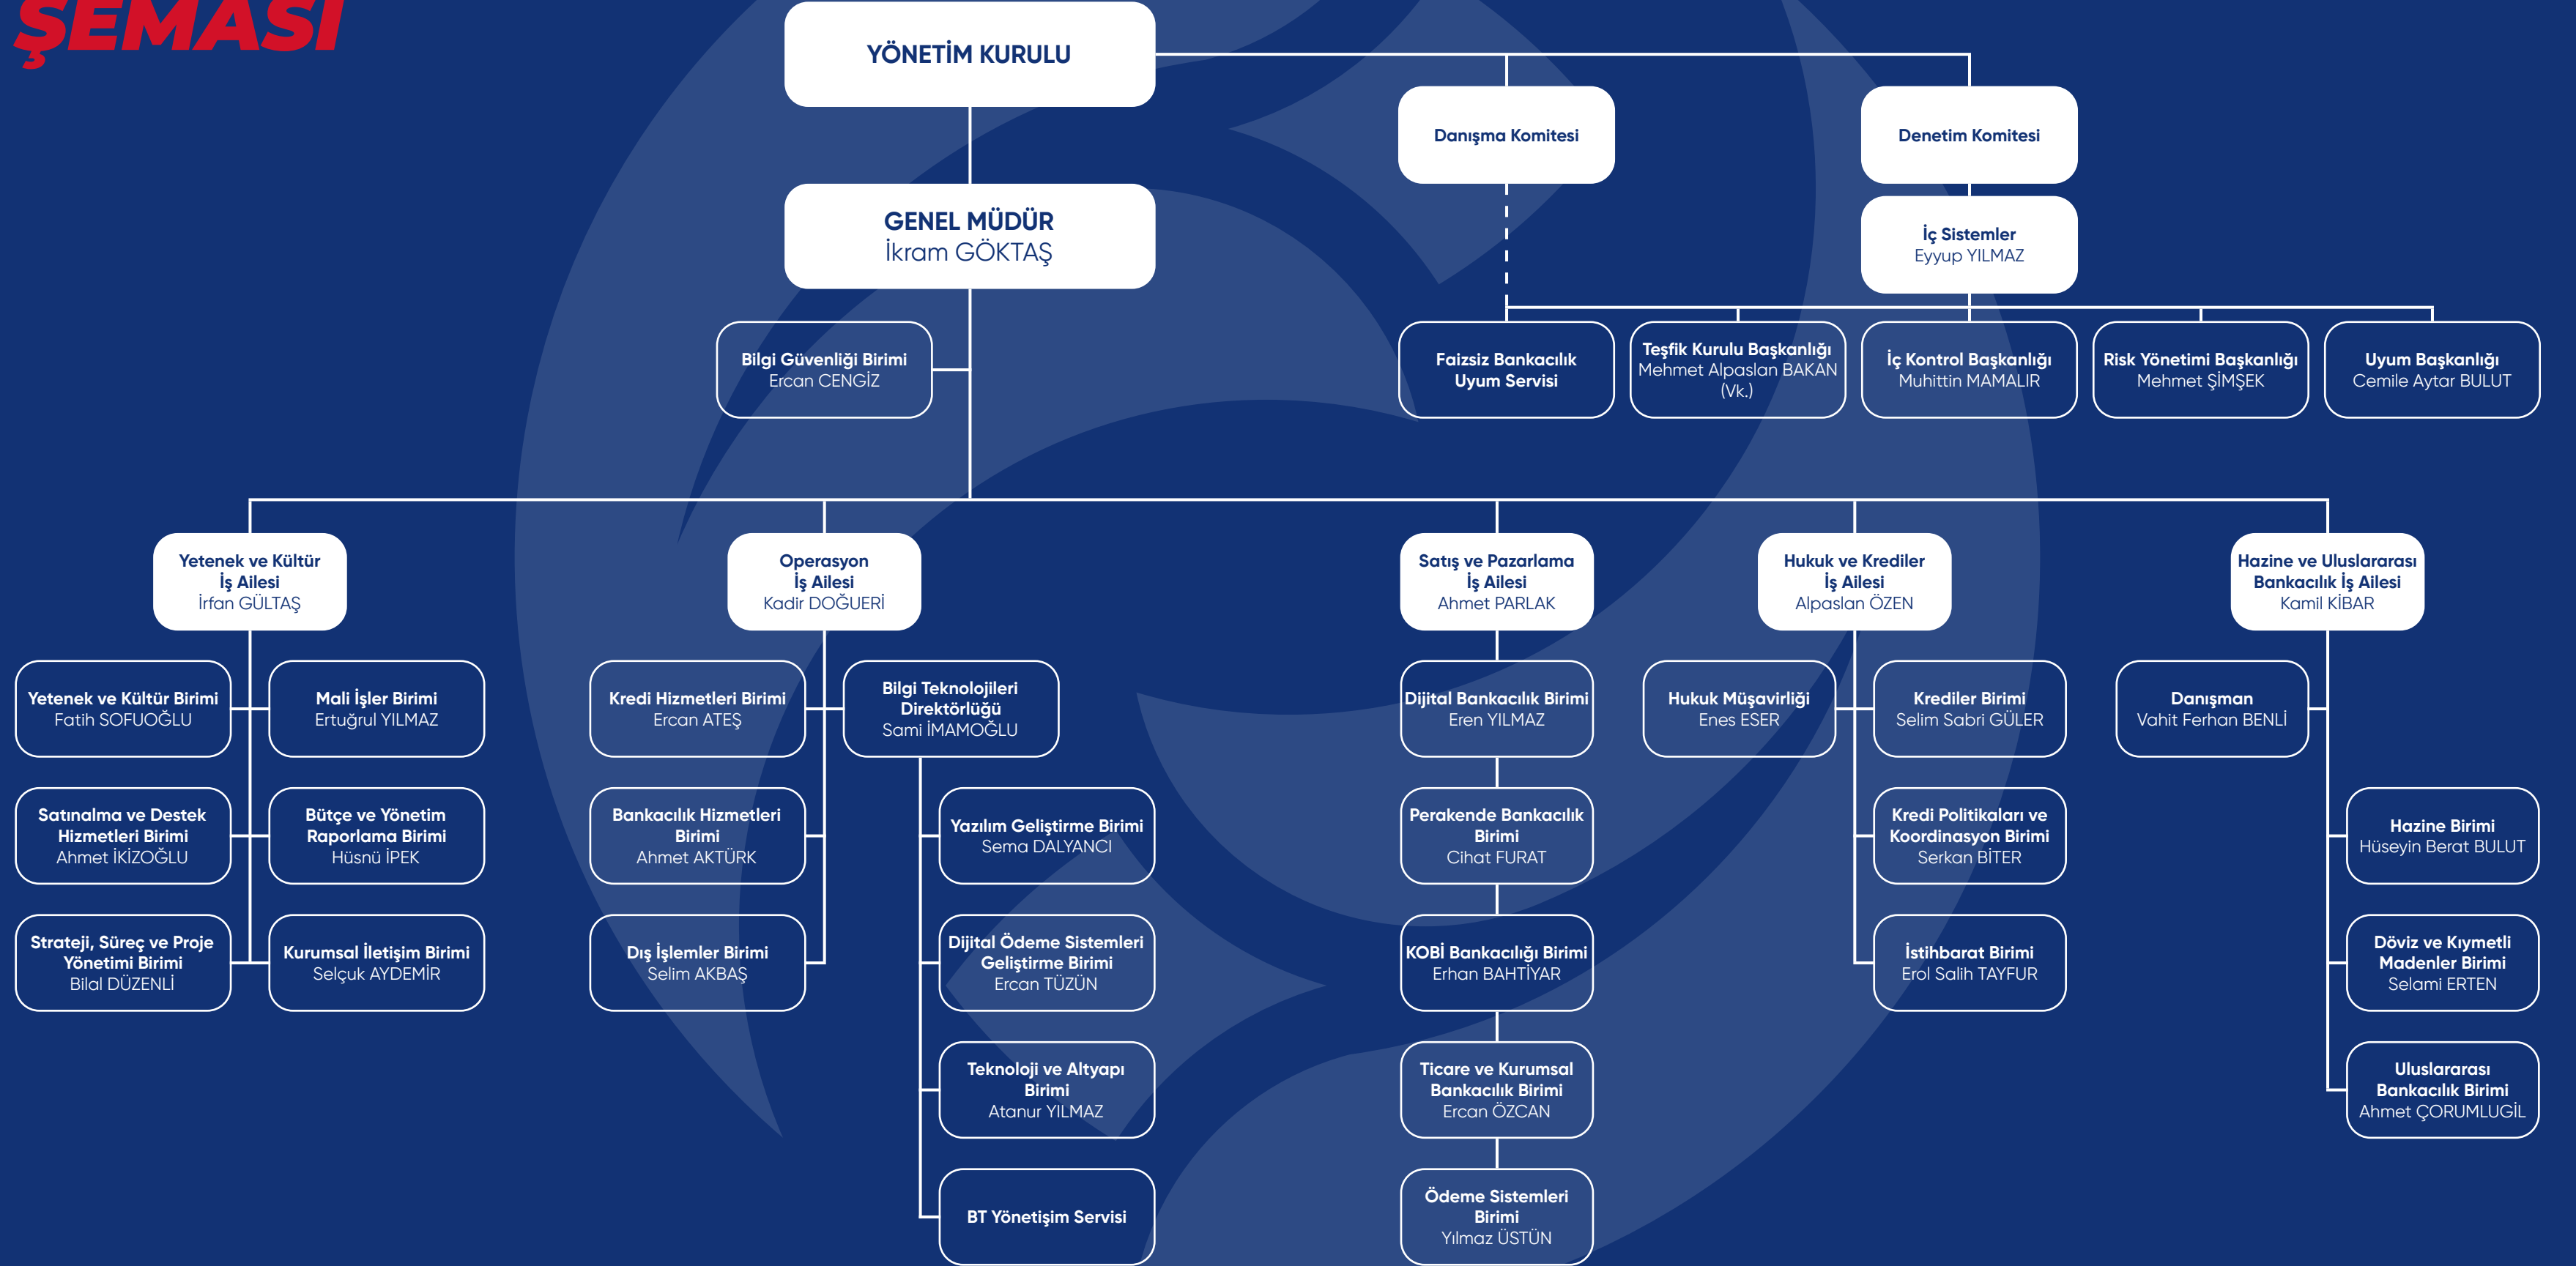 ŞEMASI
YÖNETİM KURULU
Danışma Komitesi
Denetim Komitesi
GENEL MÜDÜR
İkram GÖKTAŞ
İç Sistemler
Eyyup YILMAZ
Bilgi Güvenliği Birimi
Ercan CENGİZ
Faizsiz Bankacılık
Uyum Servisi
Teşfik Kurulu Başkanlığı
Mehmet Alpaslan BAKAN
(Vk.)
İç Kontrol Başkanlığı
Muhittin MAMALIR
Risk Yönetimi Başkanlığı
Mehmet ŞİMŞEK
Uyum Başkanlığı
Cemile Aytar BULUT
Yetenek ve Kültür
İş Ailesi
İrfan GÜLTAŞ
Operasyon
İş Ailesi
Kadir DOĞUERİ
Satış ve Pazarlama
İş Ailesi
Ahmet PARLAK
Hukuk ve Krediler
İş Ailesi
Alpaslan ÖZEN
Hazine ve Uluslararası
Bankacılık İş Ailesi
Kamil KİBAR
Yetenek ve Kültür Birimi
Fatih SOFUOĞLU
Mali İşler Birimi
Ertuğrul YILMAZ
Kredi Hizmetleri Birimi
Ercan ATEŞ
Bilgi Teknolojileri
Direktörlüğü
Sami İMAMOĞLU
Dijital Bankacılık Birimi
Eren YILMAZ
Hukuk Müşavirliği
Enes ESER
Krediler Birimi
Selim Sabri GÜLER
Danışman
Vahit Ferhan BENLİ
Satınalma ve Destek
Hizmetleri Birimi
Ahmet İKİZOĞLU
Bütçe ve Yönetim
Raporlama Birimi
Hüsnü İPEK
Bankacılık Hizmetleri
Birimi
Ahmet AKTÜRK
Yazılım Geliştirme Birimi
Sema DALYANCI
Perakende Bankacılık
Birimi
Cihat FURAT
Kredi Politikaları ve
Koordinasyon Birimi
Serkan BİTER
Hazine Birimi
Hüseyin Berat BULUT
Strateji, Süreç ve Proje
Yönetimi Birimi
Bilal DÜZENLİ
Kurumsal İletişim Birimi
Selçuk AYDEMİR
Dış İşlemler Birimi
Selim AKBAŞ
Dijital Ödeme Sistemleri
Geliştirme Birimi
Ercan TÜZÜN
KOBİ Bankacılığı Birimi
Erhan BAHTİYAR
İstihbarat Birimi
Erol Salih TAYFUR
Döviz ve Kıymetli
Madenler Birimi
Selami ERTEN
Teknoloji ve Altyapı
Birimi
Atanur YILMAZ
Ticare ve Kurumsal
Bankacılık Birimi
Ercan ÖZCAN
Uluslararası
Bankacılık Birimi
Ahmet ÇORUMLUGİL
BT Yönetişim Servisi
Ödeme Sistemleri
Birimi
Yılmaz ÜSTÜN